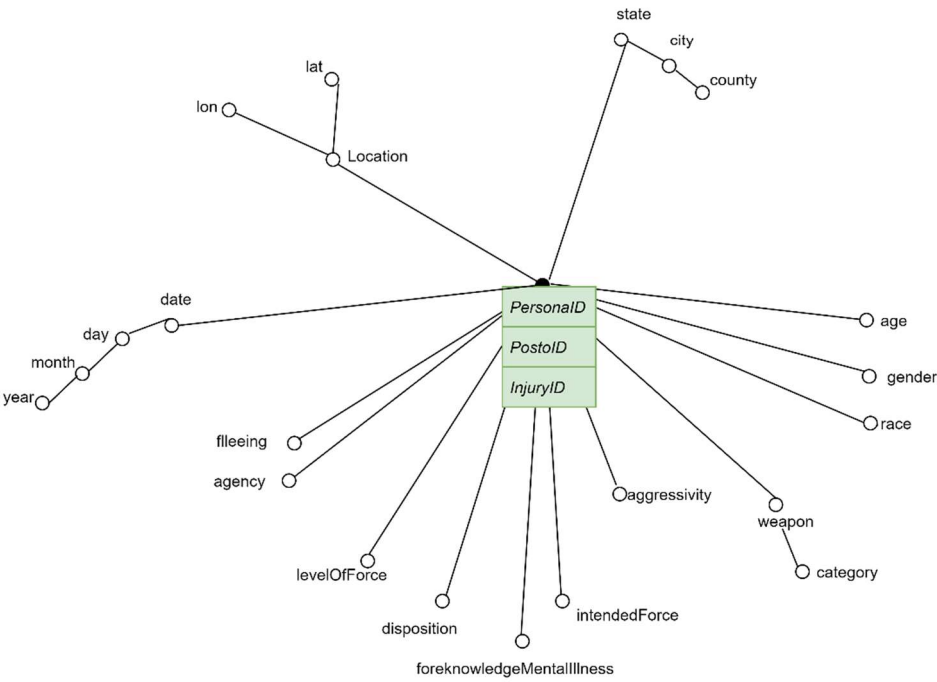 state
city
county
lat
lon
Location
date
day
month
year
PersonaID
PostoID
InjuryID
age
gender
race
flleeing
agency
aggressivity
weapon
category
levelOfForce
disposition
intendedForce
foreknowledgeMentalIllness